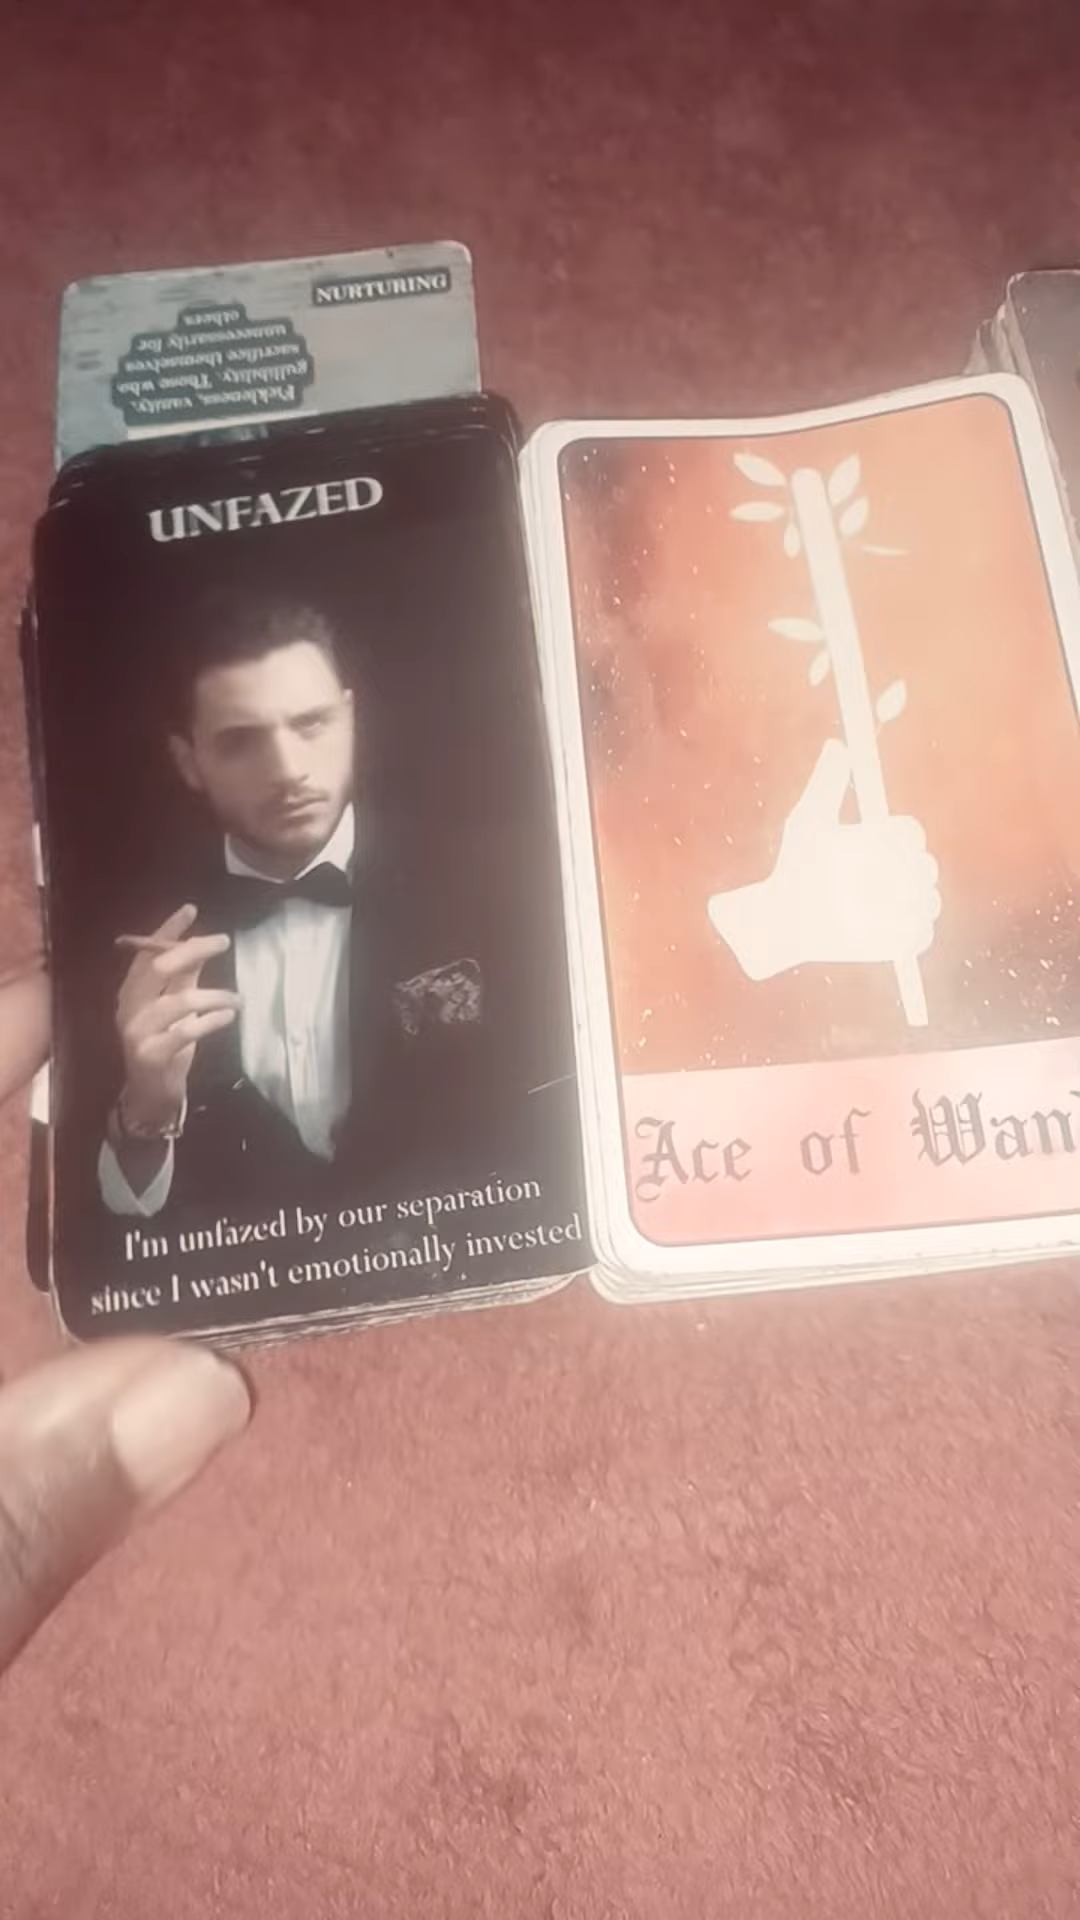 NURTURING
Fickleness, vanity,
gullibility. Those who
sacrifice themselves
unnecessarily for
others
UNFAZED
I'm unfazed by our separation
since I wasn't emotionally invested
Ace of Wan